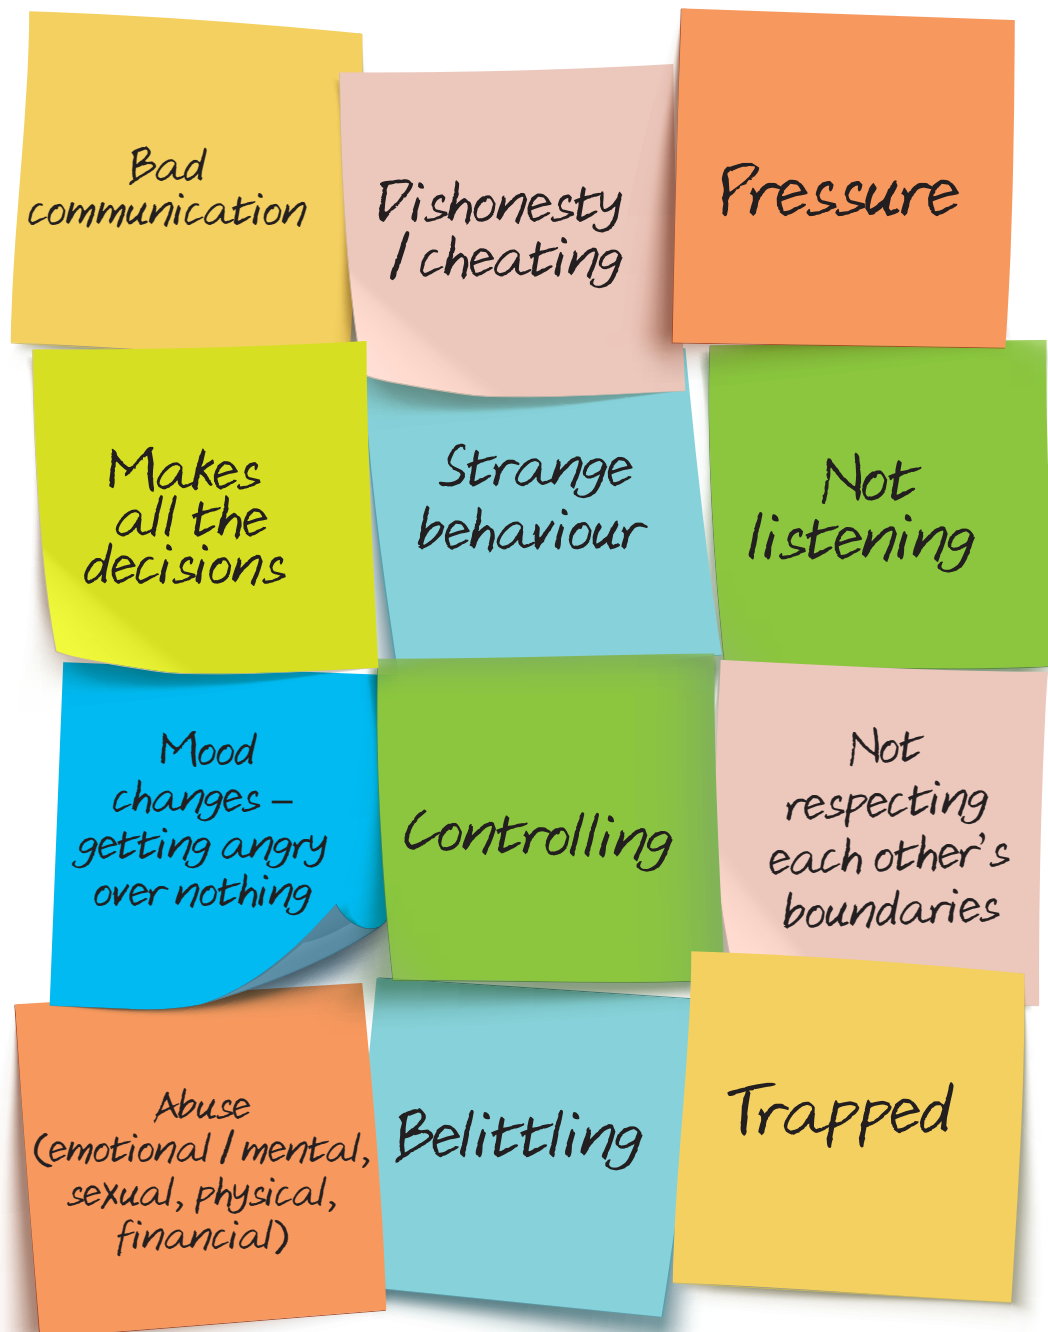 Bad
communication
Dishonesty
/ cheating
Pressure
Makes
all the
decisions
Strange
behaviour
Not
listening
Mood
changes –
getting angry
over nothing
Controlling
Not
respecting
each other's
boundaries
Abuse
(emotional / mental,
sexual, physical,
financial)
Belittling
Trapped